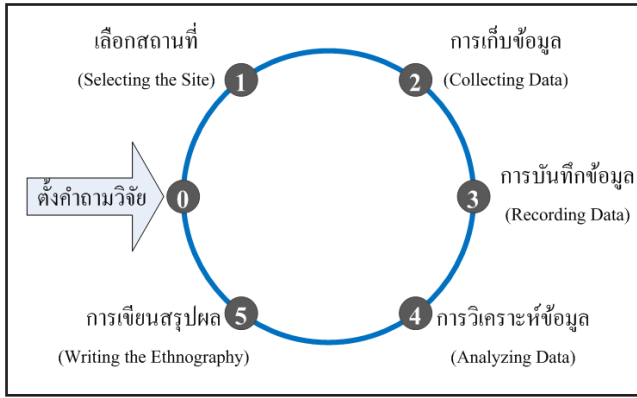 เลือกสถานที่
(Selecting the Site)
1
2
การเก็บข้อมูล
(Collecting Data)
ตั้งคำถามวิจัย
0
3
การบันทึกข้อมูล
(Recording Data)
การเขียนสรุปผล
(Writing the Ethnography)
5
4
การวิเคราะห์ข้อมูล
(Analyzing Data)